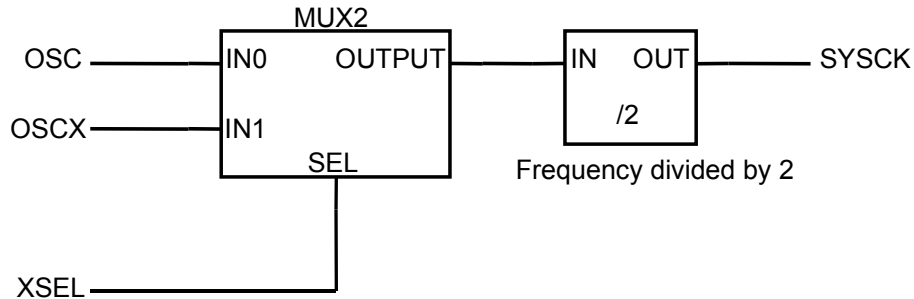 MUX2
OSC
IN0
OUTPUT
IN
OUT
SYSCK
OSCX
IN1
/2
SEL
Frequency divided by 2
XSEL